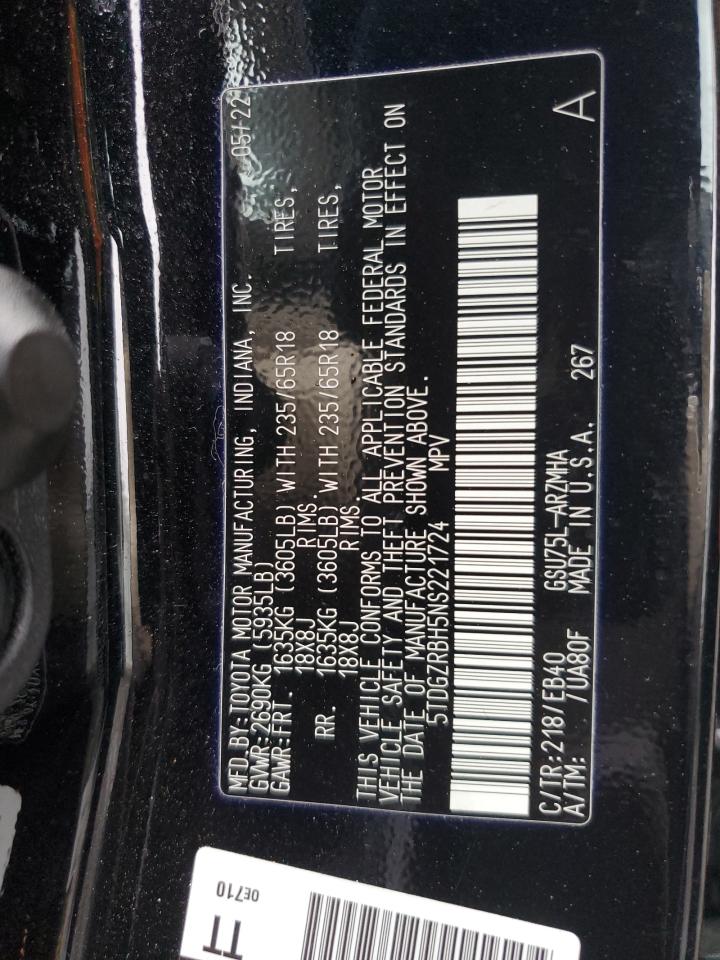 MFD. BY: TOYOTA MOTOR MANUFACTURING, INDIANA, INC. 05/22
GVWR: 2690KG (5935LB)
GAWR: FRT. 1635KG (3605LB) WITH 235/65R18 TIRES,
18X8J RIMS.
RR. 1635KG (3605LB) WITH 235/65R18 TIRES,
18X8J RIMS.
THIS VEHICLE CONFORMS TO ALL APPLICABLE FEDERAL MOTOR
VEHICLE SAFETY AND THEFT PREVENTION STANDARDS IN EFFECT ON
THE DATE OF MANUFACTURE SHOWN ABOVE.
5TDGZRBH5NS221724 MPV
C/TR: 218/EB40 GSU75L-ARZMHA
A/TM: /UA80F MADE IN U.S.A. 267
A
0E710